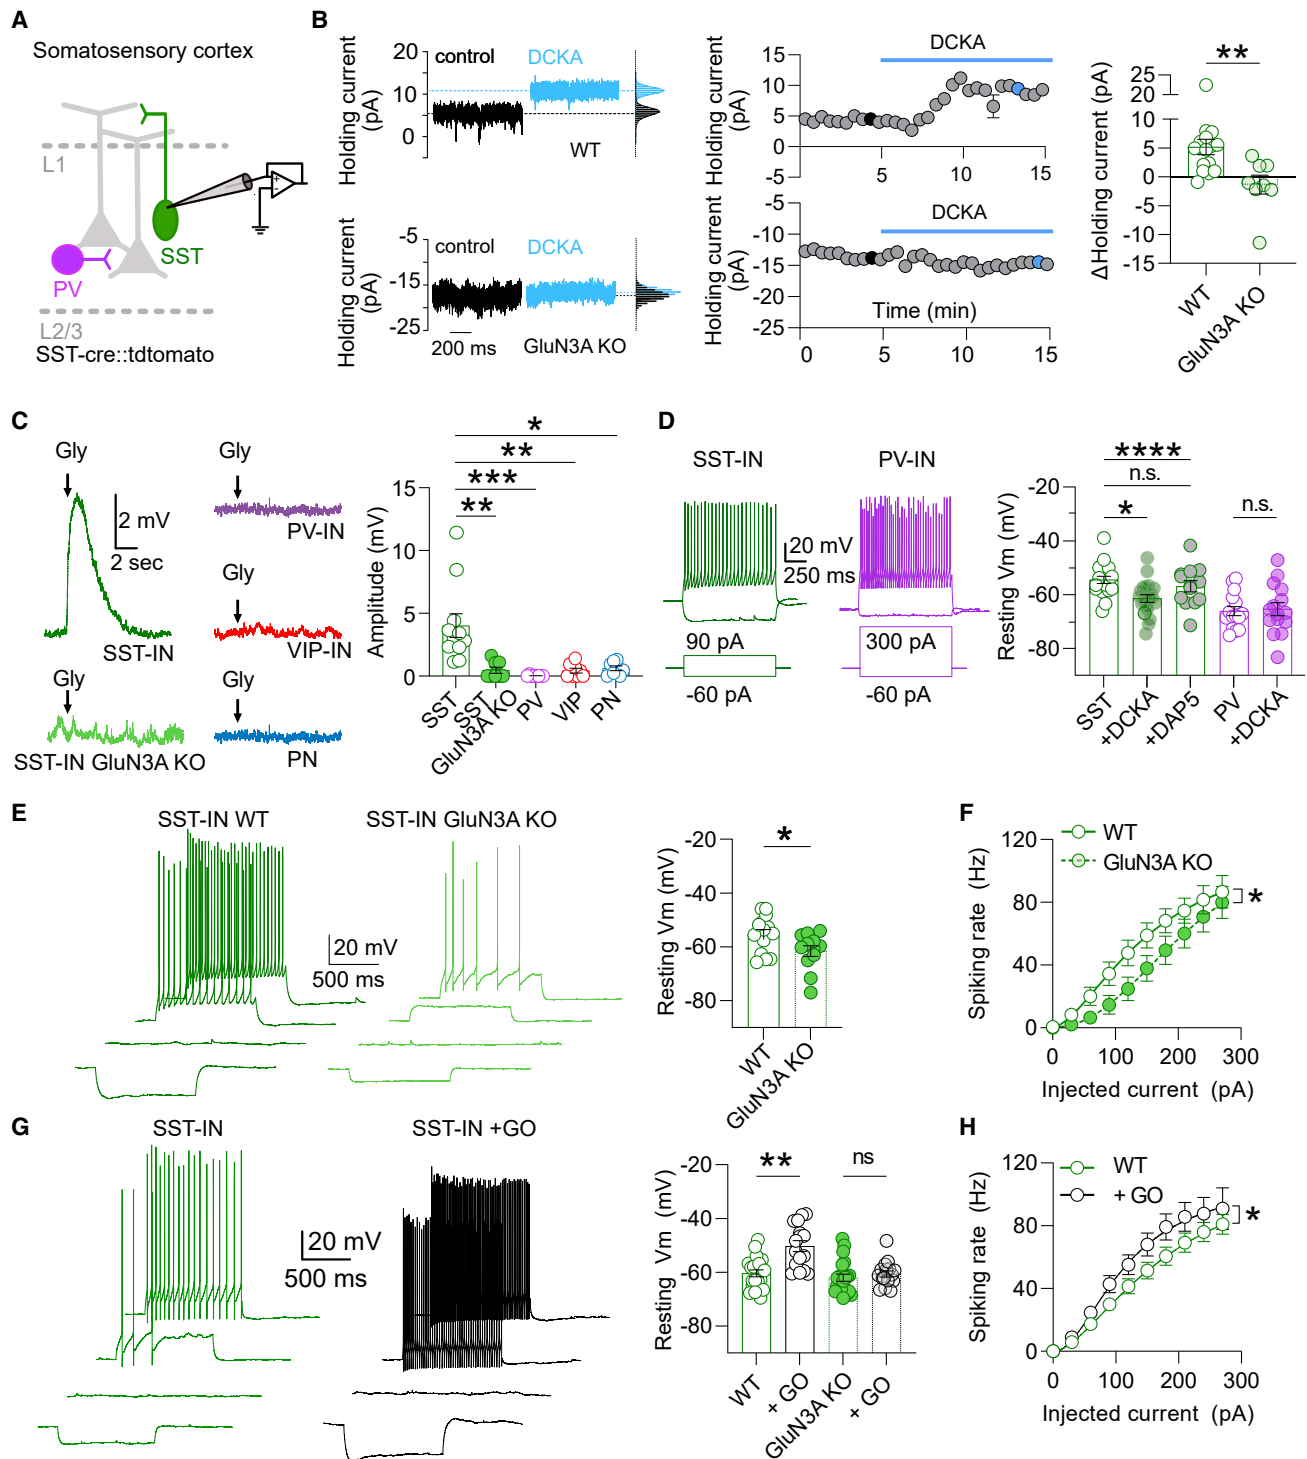 A
Somatosensory cortex
L1
SST
PV
L2/3
SST-cre::tdtomato
+
-
B
Holding current
(pA)
20
10
0
control
DCKA
WT
Holding current
(pA)
-5
-15
-25
control
DCKA
200 ms
GluN3A KO
Holding current
(pA)
15
10
5
0
-5
DCKA
5
10
15
Holding current
(pA)
-5
-10
-15
-20
-25
DCKA
Time (min)
0
5
10
15
ΔHolding current (pA)
25
20
10
5
0
-5
-10
-15
**
WT
GluN3A KO
C
Gly
2 mV
2 sec
SST-IN
Gly
SST-IN GluN3A KO
Gly
PV-IN
Gly
VIP-IN
Gly
PN
Amplitude (mV)
15
10
5
0
*
**
***
**
SST
SST
GluN3A KO
PV
VIP
PN
D
SST-IN
PV-IN
20 mV
250 ms
90 pA
-60 pA
300 pA
-60 pA
Resting Vm (mV)
-20
-40
-60
-80
****
n.s.
*
n.s.
SST
+DCKA
+DAP5
PV
+DCKA
E
SST-IN WT
SST-IN GluN3A KO
20 mV
500 ms
Resting Vm (mV)
-20
-40
-60
-80
*
WT
GluN3A KO
F
Spiking rate (Hz)
120
80
40
0
WT
GluN3A KO
*
0
100
200
300
Injected current (pA)
G
SST-IN
SST-IN +GO
20 mV
500 ms
Resting Vm (mV)
-20
-40
-60
-80
**
ns
WT
+ GO
GluN3A KO
+ GO
H
Spiking rate (Hz)
120
80
40
0
WT
+ GO
*
0
100
200
300
Injected current (pA)